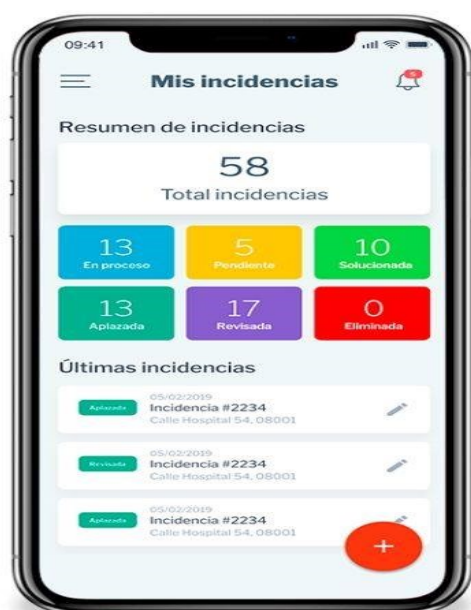 09:41
Mis incidencias
5
Resumen de incidencias
58
Total incidencias
13
En proceso
5
Pendiente
10
Solucionada
13
Aplazada
17
Revisada
0
Eliminada
Últimas incidencias
05/02/2019
Aplazada
Incidencia #2234
Calle Hospital 54, 08001
05/02/2019
Revisada
Incidencia #2234
Calle Hospital 54, 08001
05/02/2019
Aplazada
Incidencia #2234
Calle Hospital 54, 08001
+